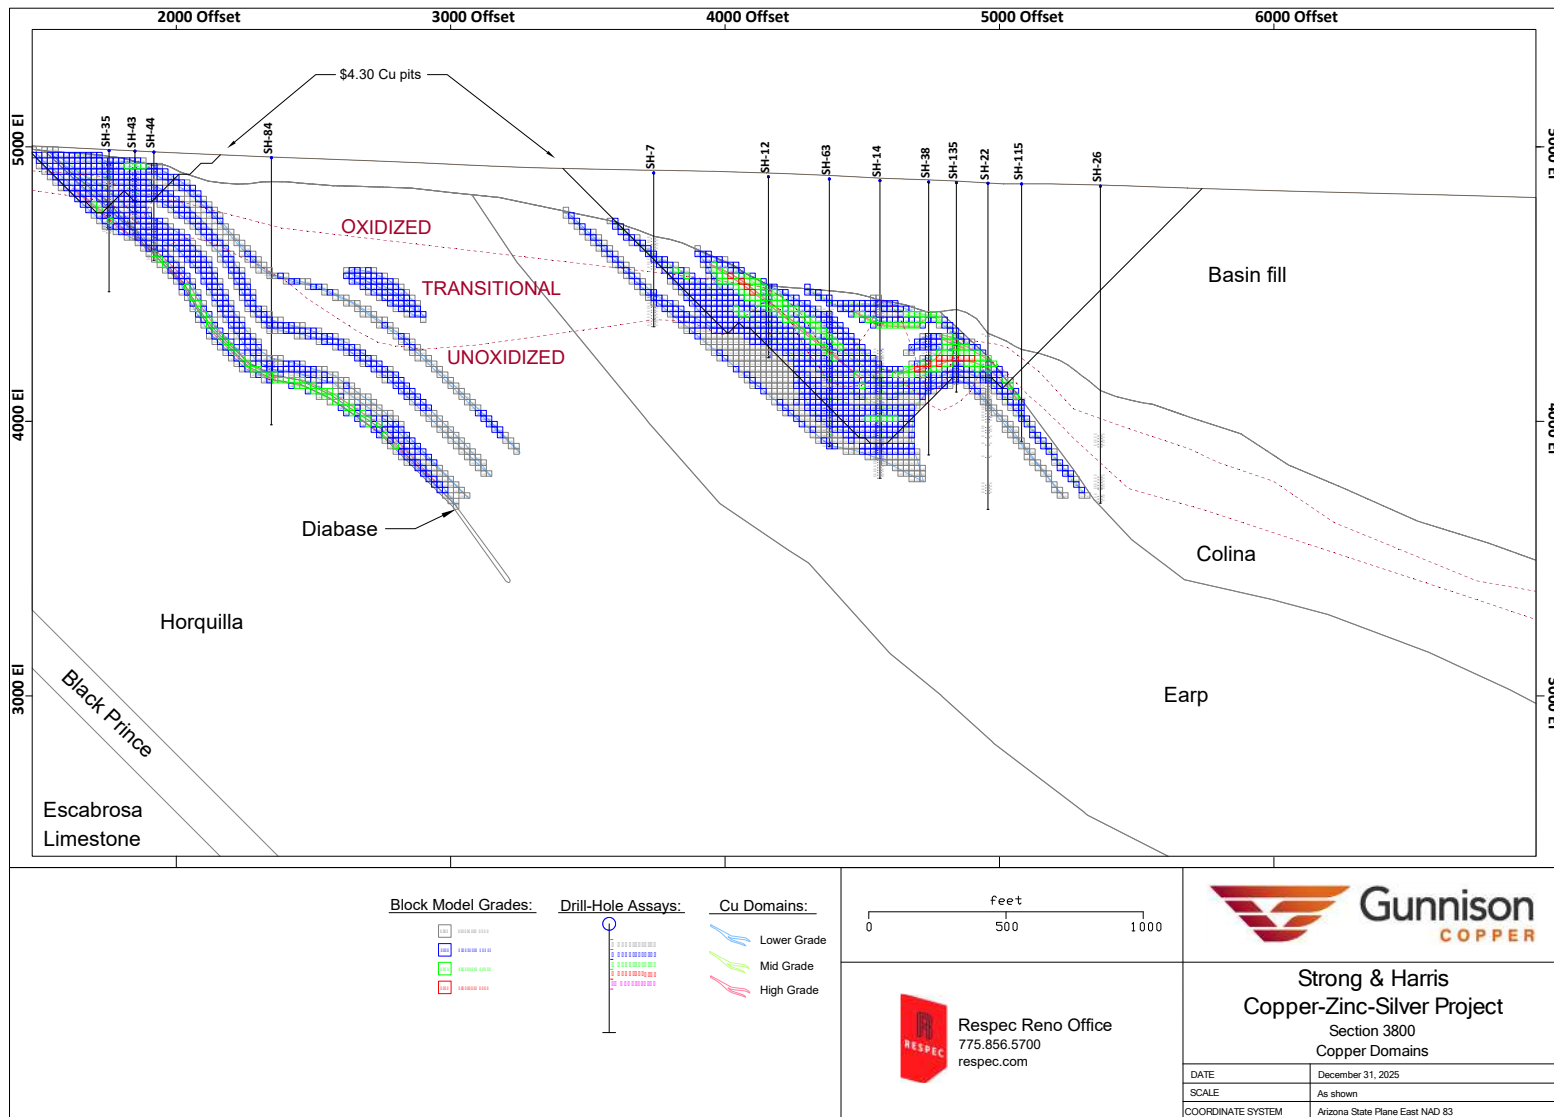 2000 Offset
3000 Offset
4000 Offset
5000 Offset
6000 Offset
$4.30 Cu pits
5000 El
4000 El
3000 El
SH-35
SH-43
SH-44
SH-84
SH-7
SH-12
SH-63
SH-14
SH-38
SH-135
SH-22
SH-115
SH-26
OXIDIZED
TRANSITIONAL
UNOXIDIZED
Basin fill
Diabase
Colina
Horquilla
Earp
Black Prince
Escabrosa
Limestone
Block Model Grades:
Drill-Hole Assays:
Cu Domains:
Lower Grade
Mid Grade
High Grade
feet
0
500
1000
RESPEC
Respec Reno Office
775.856.5700
respec.com
Gunnison
COPPER
Strong & Harris
Copper-Zinc-Silver Project
Section 3800
Copper Domains
DATE December 31, 2025
SCALE As shown
COORDINATE SYSTEM Arizona State Plane East NAD 83